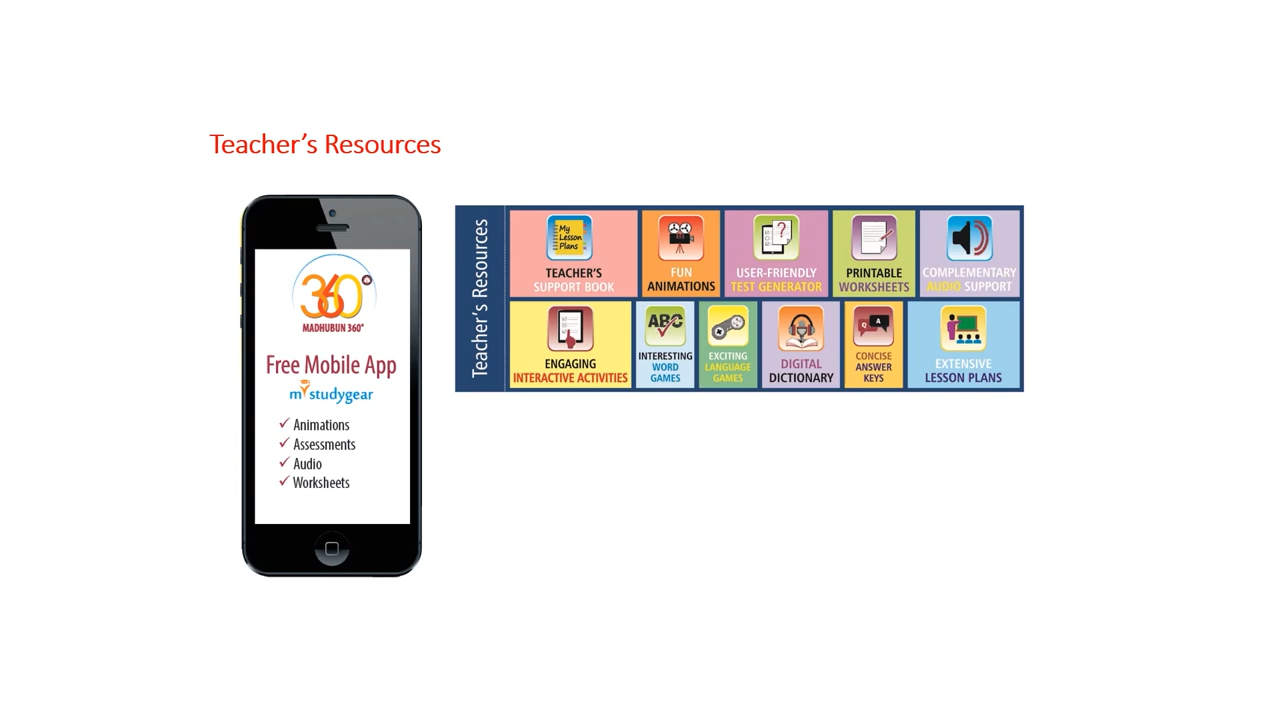 Teacher's Resources
360°
MADHUBUN 360°
Free Mobile App
mystudygear
✓ Animations
✓ Assessments
✓ Audio
✓ Worksheets
Teacher's Resources
My
Lesson
Plans
TEACHER'S
SUPPORT BOOK
FUN
ANIMATIONS
?
USER-FRIENDLY
TEST GENERATOR
PRINTABLE
WORKSHEETS
COMPLEMENTARY
AUDIO SUPPORT
ENGAGING
INTERACTIVE ACTIVITIES
ABC
INTERESTING
WORD
GAMES
EXCITING
LANGUAGE
GAMES
DIGITAL
DICTIONARY
Q A
CONCISE
ANSWER
KEYS
EXTENSIVE
LESSON PLANS